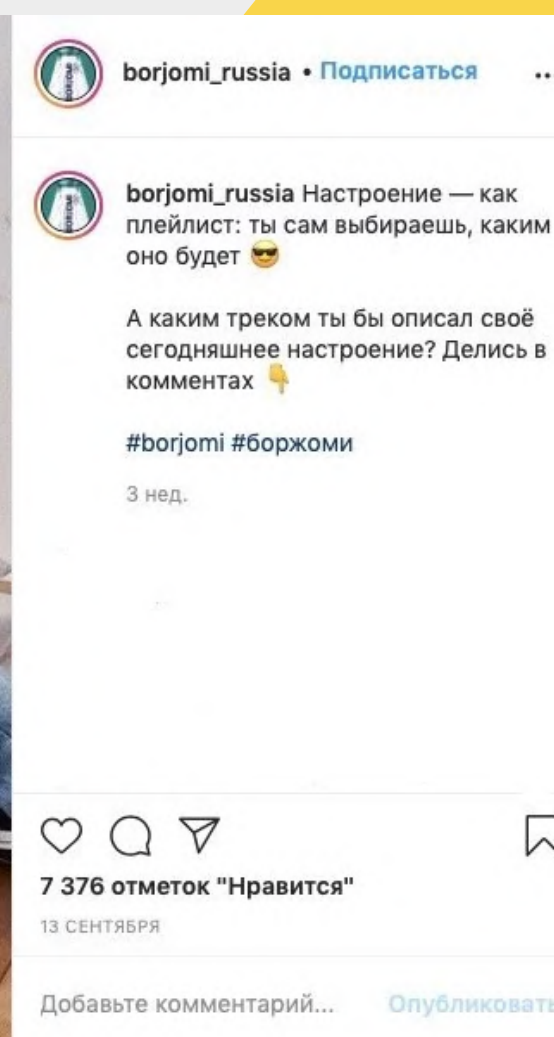 borjomi_russia • Подписаться
borjomi_russia Настроение — как
плейлист: ты сам выбираешь, каким
оно будет 😎
А каким треком ты бы описал своё
сегодняшнее настроение? Делись в
комментах 👇
#borjomi #боржоми
3 нед.
7 376 отметок "Нравится"
13 СЕНТЯБРЯ
Добавьте комментарий... Опубликовать